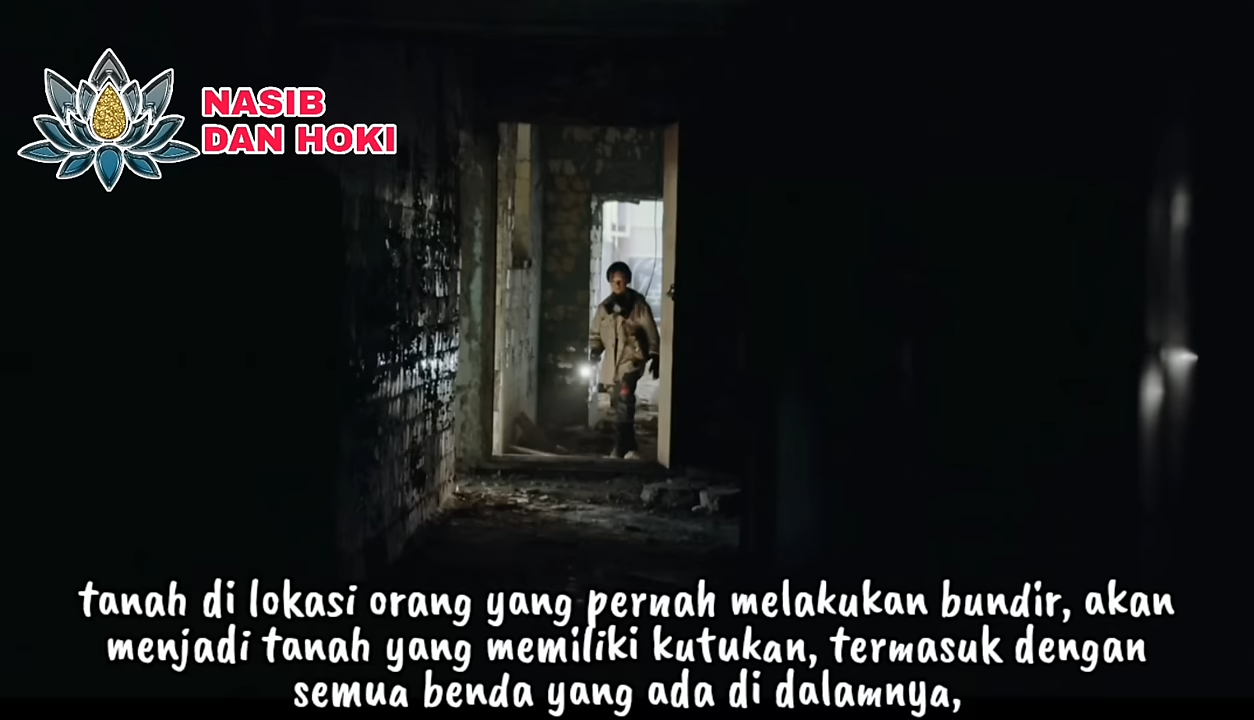 NASIB
DAN HOKI
tanah di lokasi orang yang pernah melakukan bundir, akan
menjadi tanah yang memiliki kutukan, termasuk dengan
semua benda yang ada di dalamnya,